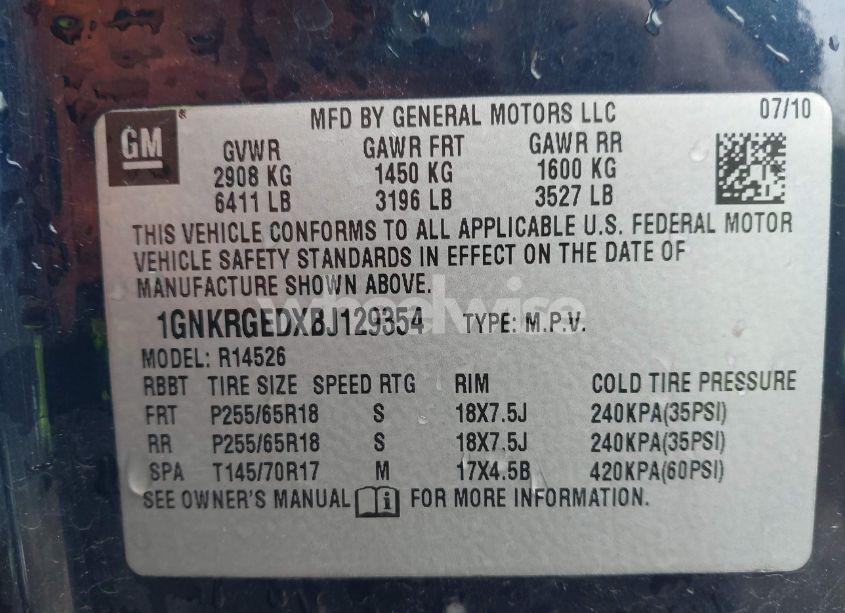 GM
MFD BY GENERAL MOTORS LLC 07/10
GVWR GAWR FRT GAWR RR
2908 KG 1450 KG 1600 KG
6411 LB 3196 LB 3527 LB
THIS VEHICLE CONFORMS TO ALL APPLICABLE U.S. FEDERAL MOTOR
VEHICLE SAFETY STANDARDS IN EFFECT ON THE DATE OF
MANUFACTURE SHOWN ABOVE.
wheelwise
1GNKRGEDXBJ129354 TYPE: M.P.V.
MODEL: R14526
RBBT TIRE SIZE SPEED RTG RIM COLD TIRE PRESSURE
FRT P255/65R18 S 18X7.5J 240KPA(35PSI)
RR P255/65R18 S 18X7.5J 240KPA(35PSI)
SPA T145/70R17 M 17X4.5B 420KPA(60PSI)
SEE OWNER'S MANUAL i FOR MORE INFORMATION.